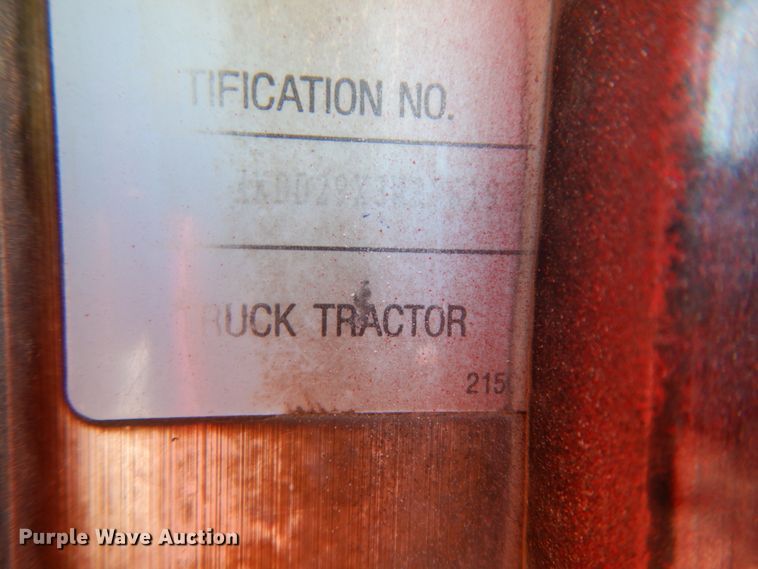 TIFICATION NO.
RUCK TRACTOR
215
Purple Wave Auction